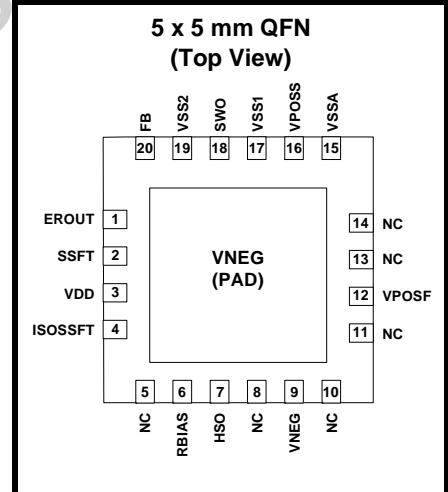 5 x 5 mm QFN
(Top View)
FB
VSS2
SWO
VSS1
VPOSS
VSSA
20 19 18 17 16 15
EROUT 1
SSFT 2
VDD 3
ISOSSFT 4
VNEG
(PAD)
14 NC
13 NC
12 VPOSF
11 NC
5 6 7 8 9 10
NC
RBIAS
HSO
NC
VNEG
NC